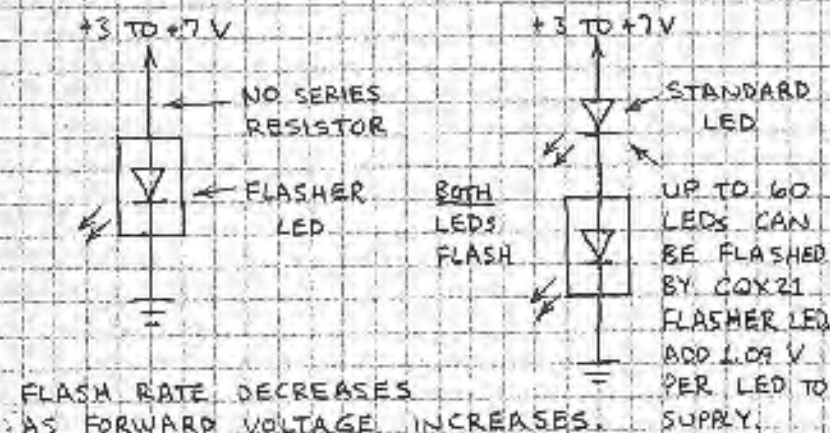 +3 TO +7 V
NO SERIES
RESISTOR
FLASHER
LED
+3 TO +7V
STANDARD
LED
BOTH
LEDS
FLASH
UP TO 60
LEDs CAN
BE FLASHED
BY CQX21
FLASHER LED
ADD 1.09 V
PER LED TO
SUPPLY.
FLASH RATE DECREASES
AS FORWARD VOLTAGE INCREASES.